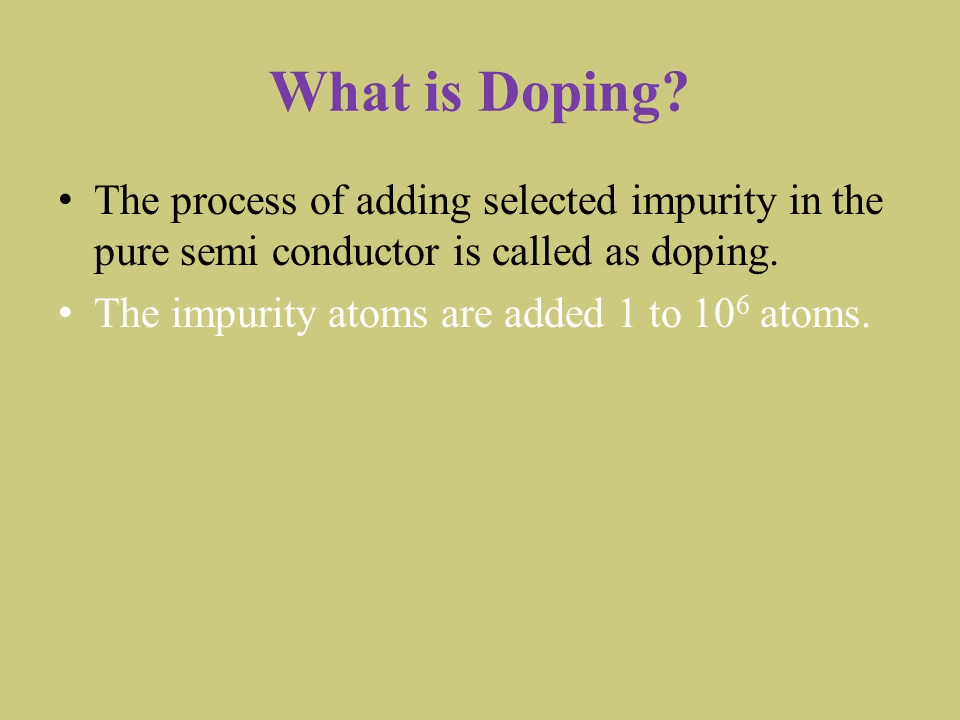 What is Doping?
• The process of adding selected impurity in the
pure semi conductor is called as doping.
• The impurity atoms are added 1 to 10⁶ atoms.